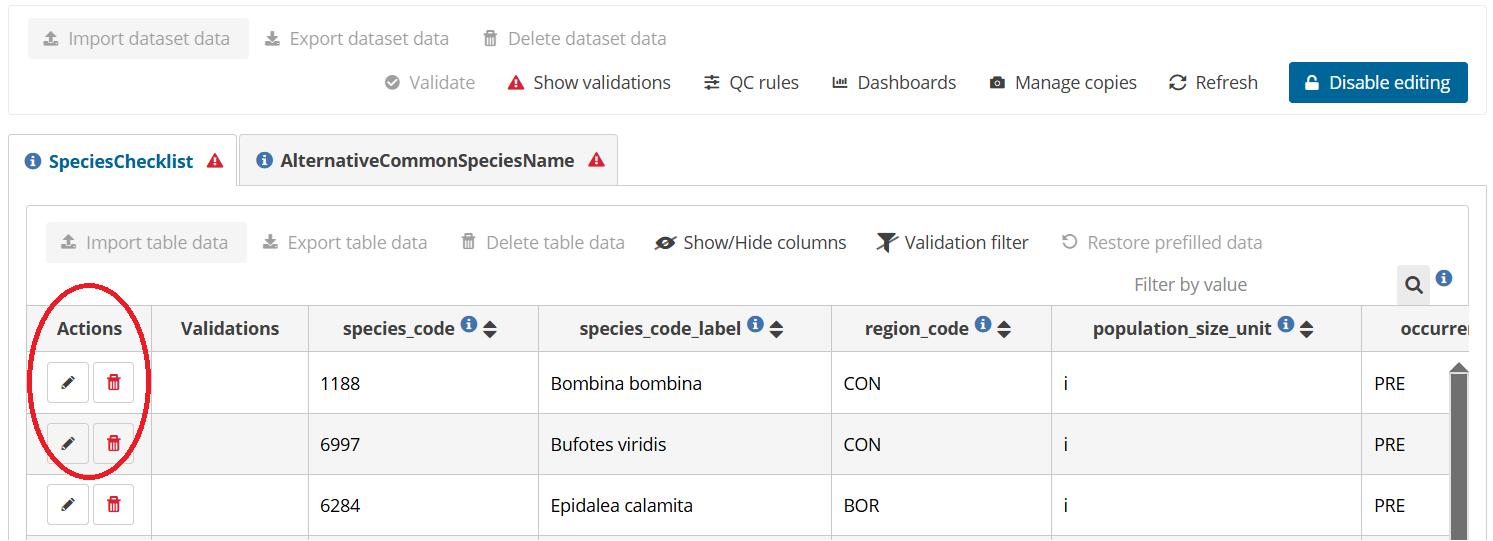 Import dataset data Export dataset data Delete dataset data
Validate Show validations QC rules Dashboards Manage copies Refresh Disable editing
SpeciesChecklist AlternativeCommonSpeciesName
Import table data Export table data Delete table data Show/Hide columns Validation filter Restore prefilled data
Filter by value
Actions Validations species_code species_code_label region_code population_size_unit occurre
1188 Bombina bombina CON i PRE
6997 Bufotes viridis CON i PRE
6284 Epidalea calamita BOR i PRE